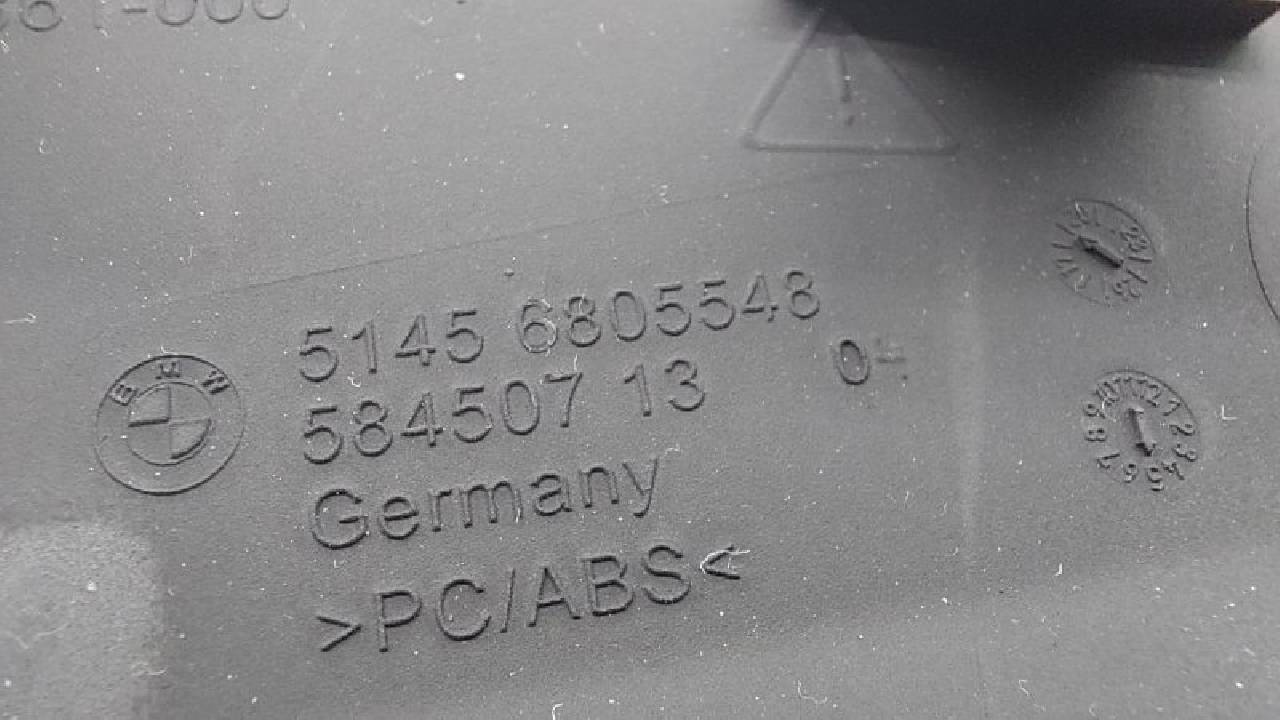 BMW
5145 6805548
584507 13
04
Germany
>PC/ABS<